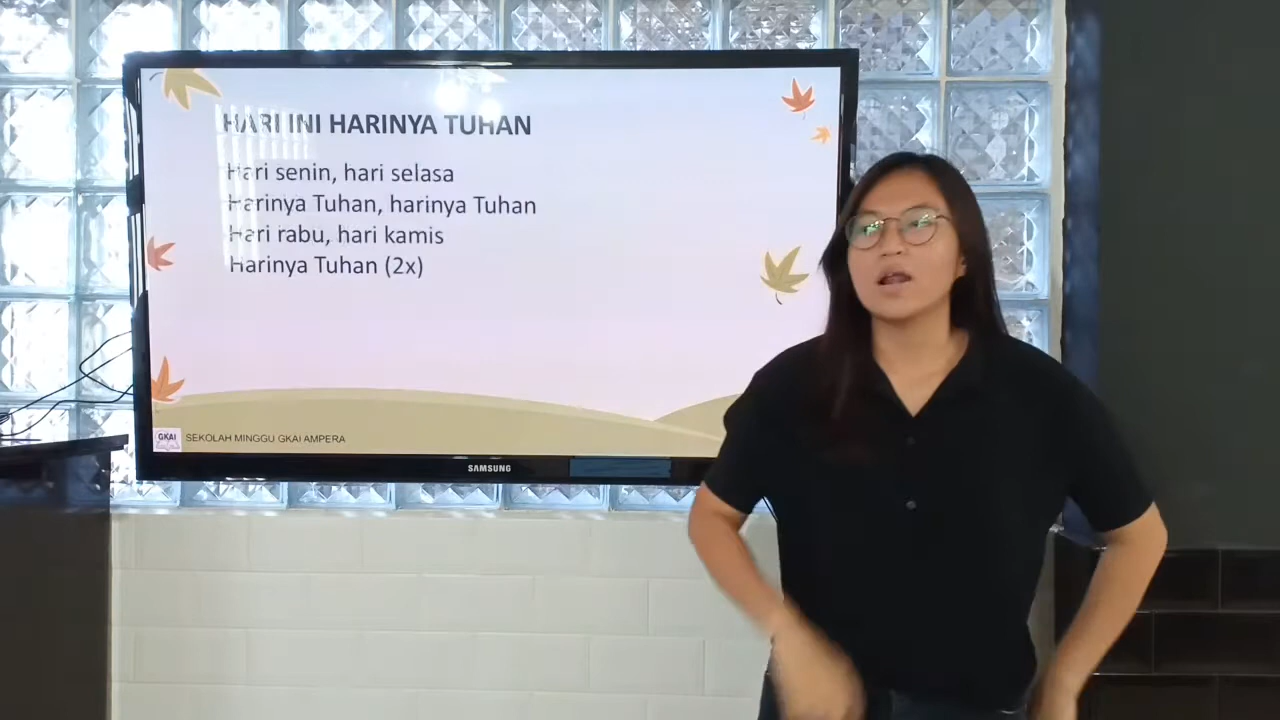 HARI INI HARINYA TUHAN
Hari senin, hari selasa
Harinya Tuhan, harinya Tuhan
Hari rabu, hari kamis
Harinya Tuhan (2x)
GKAI
SEKOLAH MINGGU GKAI AMPERA
SAMSUNG